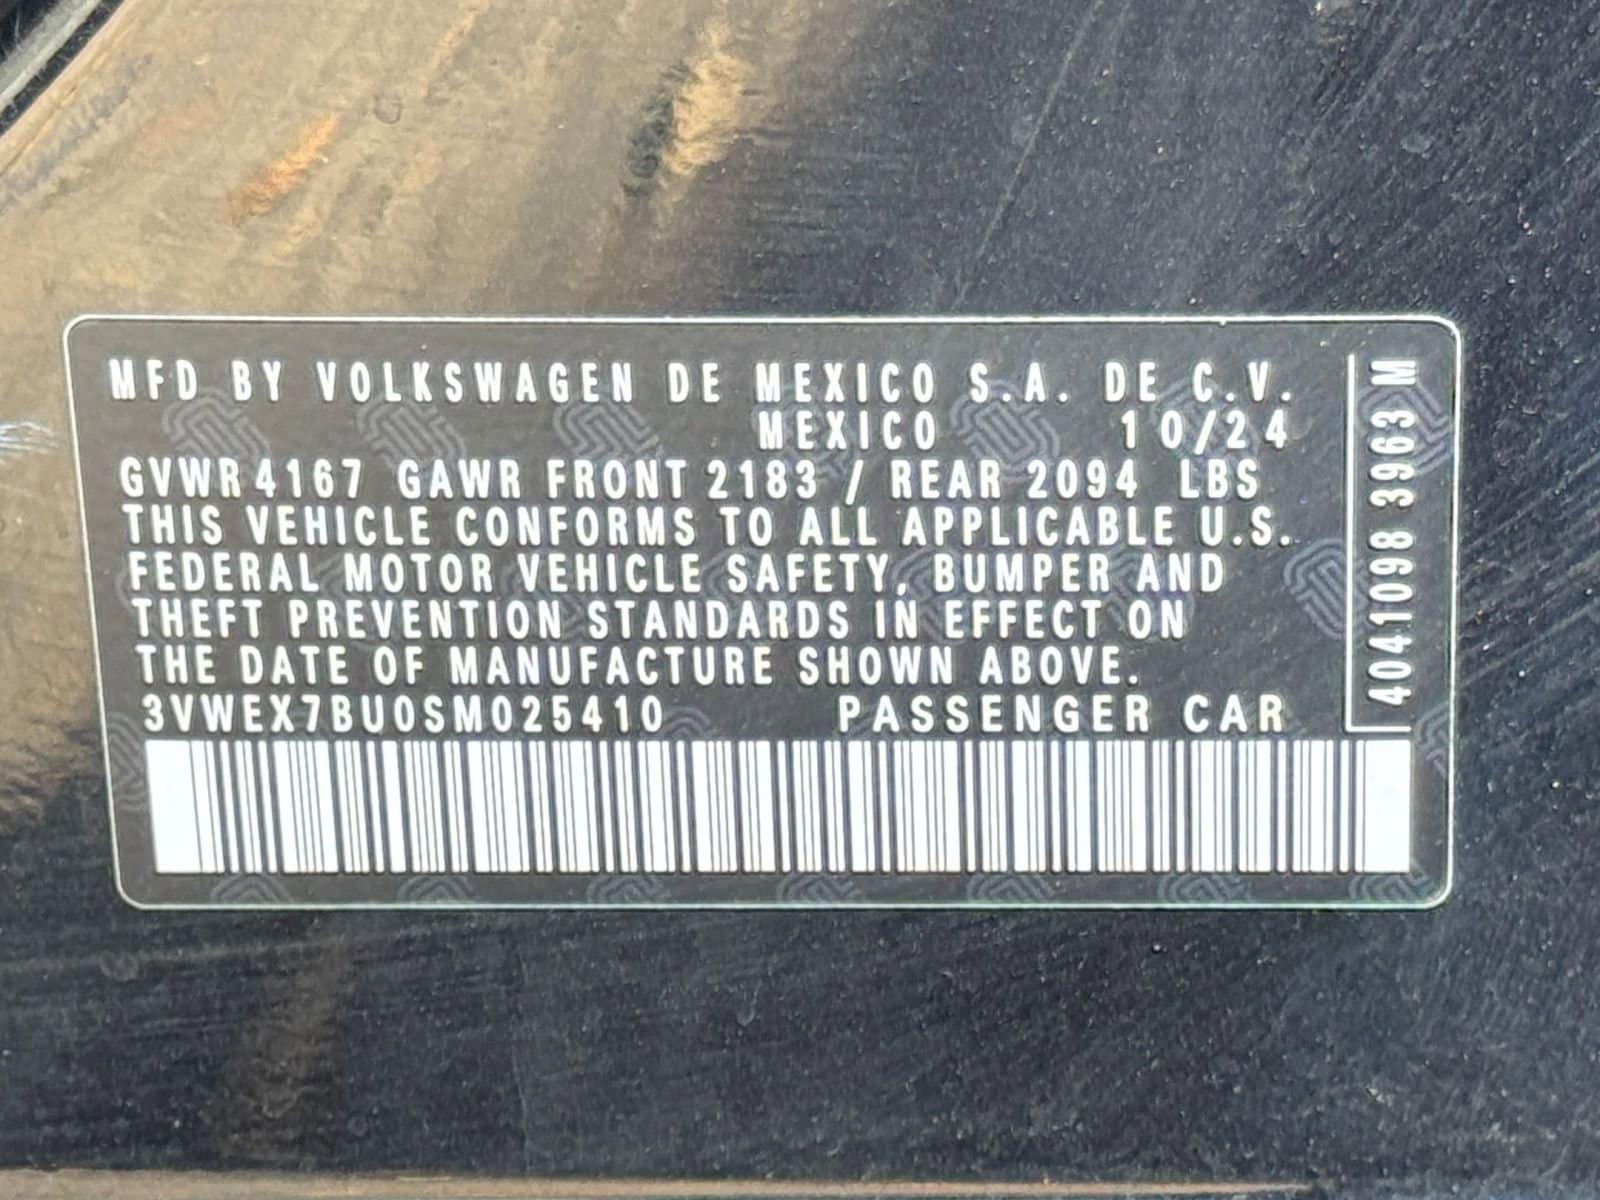 MFD BY VOLKSWAGEN DE MEXICO S.A. DE C.V.
MEXICO 10/24
GVWR 4167 GAWR FRONT 2183 / REAR 2094 LBS
THIS VEHICLE CONFORMS TO ALL APPLICABLE U.S.
FEDERAL MOTOR VEHICLE SAFETY, BUMPER AND
THEFT PREVENTION STANDARDS IN EFFECT ON
THE DATE OF MANUFACTURE SHOWN ABOVE.
3VWEX7BU0SM025410 PASSENGER CAR
4041098 3963 M